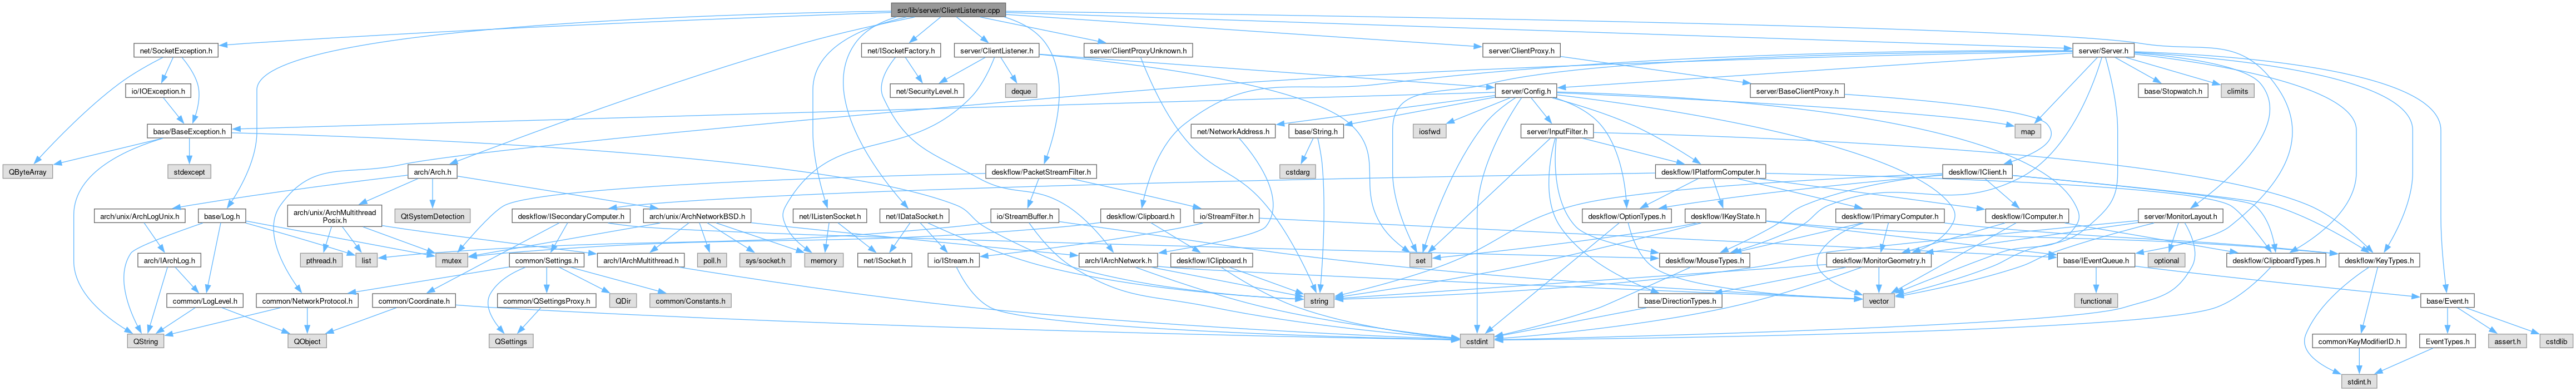 src/lib/server/ClientListener.cpp
net/SocketException.h
net/ISocketFactory.h
server/ClientListener.h
server/ClientProxyUnknown.h
server/ClientProxy.h
server/Server.h
io/IOException.h
net/SecurityLevel.h
deque
server/Config.h
server/BaseClientProxy.h
base/Stopwatch.h
climits
base/BaseException.h
net/NetworkAddress.h
base/String.h
iosfwd
server/InputFilter.h
map
QByteArray
stdexcept
arch/Arch.h
deskflow/PacketStreamFilter.h
cstdarg
deskflow/IPlatformComputer.h
deskflow/IClient.h
arch/unix/ArchLogUnix.h
arch/unix/ArchMultithread
Posix.h
QtSystemDetection
base/Log.h
deskflow/ISecondaryComputer.h
arch/unix/ArchNetworkBSD.h
net/IListenSocket.h
net/IDataSocket.h
io/StreamBuffer.h
deskflow/Clipboard.h
io/StreamFilter.h
deskflow/OptionTypes.h
deskflow/IKeyState.h
deskflow/IPrimaryComputer.h
deskflow/IComputer.h
server/MonitorLayout.h
arch/IArchLog.h
pthread.h
list
mutex
common/Settings.h
arch/IArchMultithread.h
poll.h
sys/socket.h
memory
net/ISocket.h
io/IStream.h
arch/IArchNetwork.h
deskflow/IClipboard.h
set
deskflow/MouseTypes.h
deskflow/MonitorGeometry.h
base/IEventQueue.h
optional
deskflow/ClipboardTypes.h
deskflow/KeyTypes.h
common/LogLevel.h
common/NetworkProtocol.h
common/Coordinate.h
common/QSettingsProxy.h
QDir
common/Constants.h
string
base/DirectionTypes.h
vector
functional
base/Event.h
QString
QObject
QSettings
cstdint
common/KeyModifierID.h
EventTypes.h
assert.h
cstdlib
stdint.h